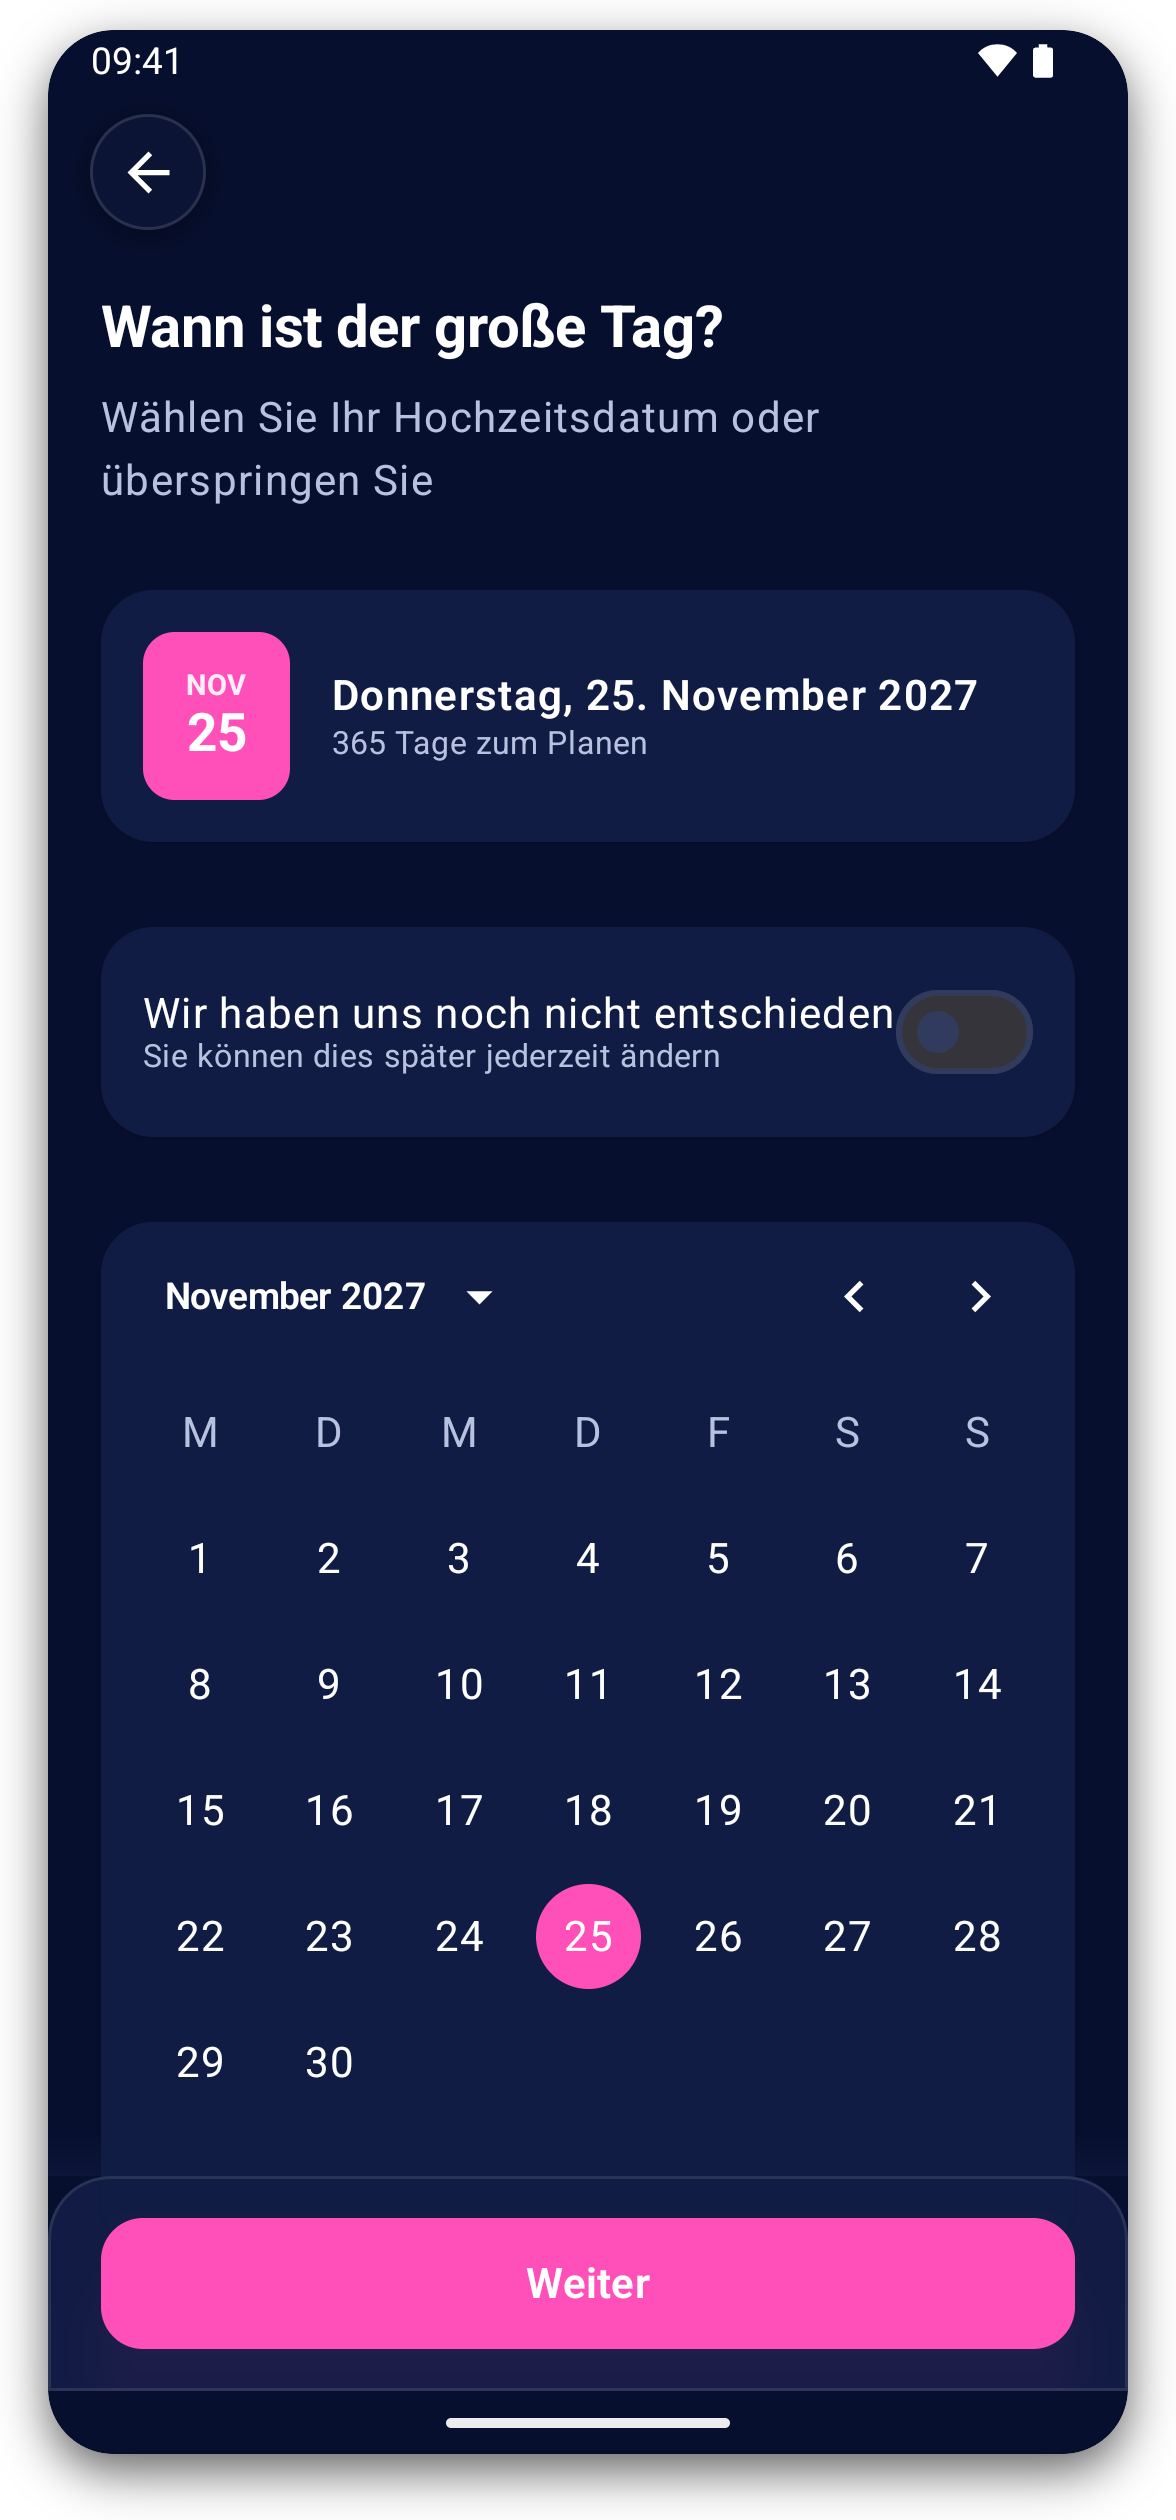 09:41
Wann ist der große Tag?
Wählen Sie Ihr Hochzeitsdatum oder
überspringen Sie
NOV
25
Donnerstag, 25. November 2027
365 Tage zum Planen
Wir haben uns noch nicht entschieden
Sie können dies später jederzeit ändern
November 2027
M D M D F S S
1 2 3 4 5 6 7
8 9 10 11 12 13 14
15 16 17 18 19 20 21
22 23 24 25 26 27 28
29 30
Weiter